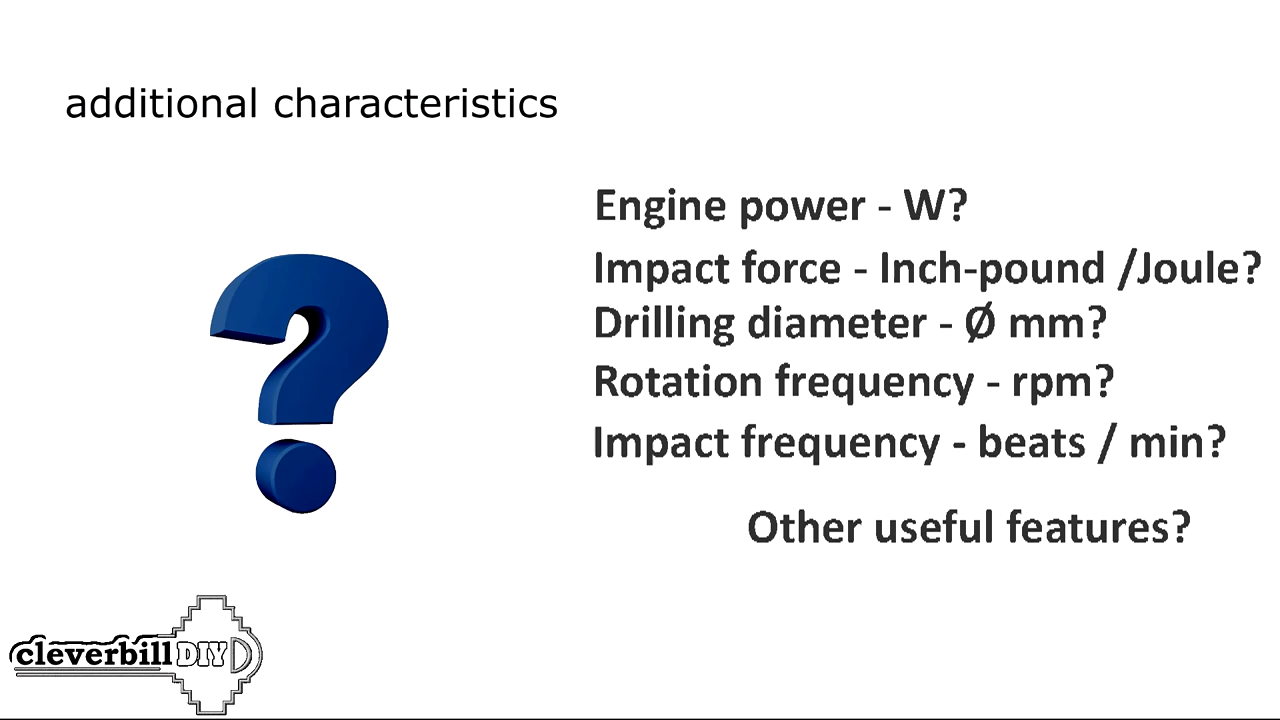 additional characteristics
Engine power - W?
Impact force - Inch-pound /Joule?
Drilling diameter - Ø mm?
Rotation frequency - rpm?
Impact frequency - beats / min?
Other useful features?
cleverbill DIY